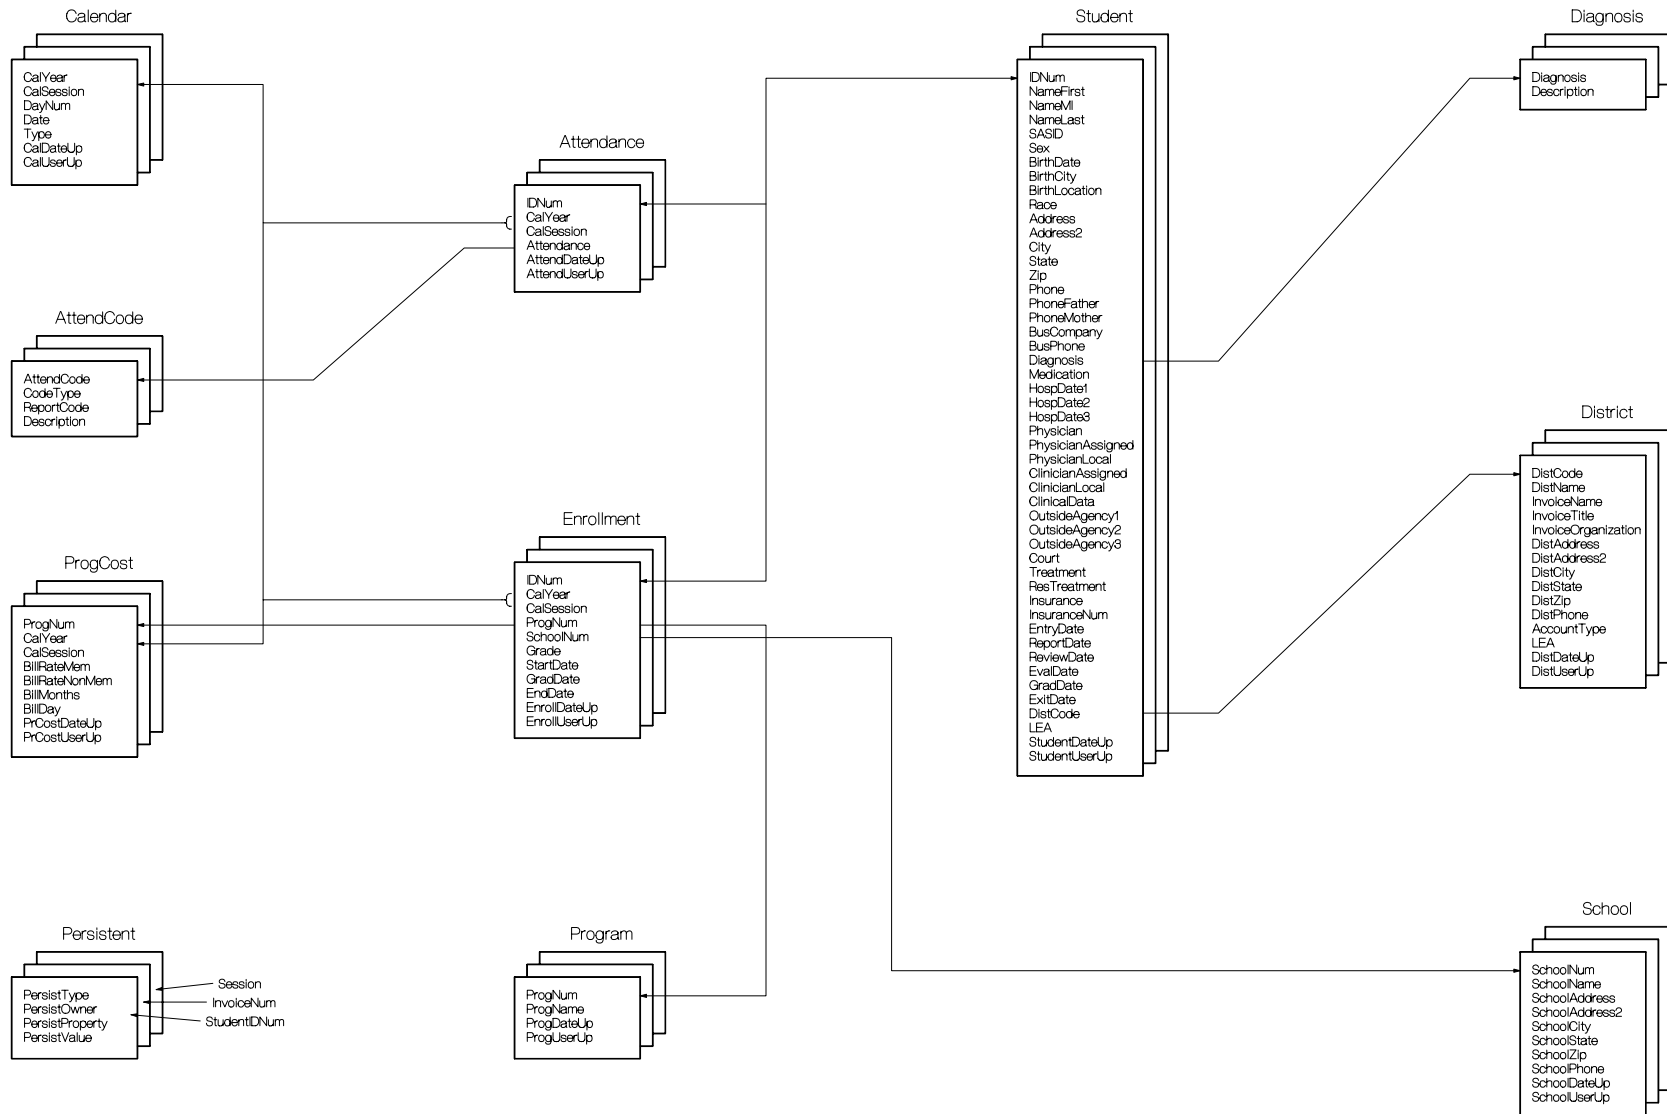 Calendar
CalYear
CalSession
DayNum
Date
Type
CalDateUp
CalUserUp
AttendCode
AttendCode
CodeType
ReportCode
Description
ProgCost
ProgNum
CalYear
CalSession
BillRateMem
BillRateNonMem
BillMonths
BillDay
PrCostDateUp
PrCostUserUp
Persistent
PersistType
PersistOwner
PersistProperty
PersistValue
Session
InvoiceNum
StudentIDNum
Attendance
IDNum
CalYear
CalSession
Attendance
AttendDateUp
AttendUserUp
Enrollment
IDNum
CalYear
CalSession
ProgNum
SchoolNum
Grade
StartDate
GradDate
EndDate
EnrollDateUp
EnrollUserUp
Program
ProgNum
ProgName
ProgDateUp
ProgUserUp
Student
IDNum
NameFirst
NameMI
NameLast
SASID
Sex
BirthDate
BirthCity
BirthLocation
Race
Address
Address2
City
State
Zip
Phone
PhoneFather
PhoneMother
BusCompany
BusPhone
Diagnosis
Medication
HospDate1
HospDate2
HospDate3
Physician
PhysicianAssigned
PhysicianLocal
ClinicianAssigned
ClinicianLocal
ClinicalData
OutsideAgency1
OutsideAgency2
OutsideAgency3
Court
Treatment
ResTreatment
Insurance
InsuranceNum
EntryDate
ReportDate
ReviewDate
EvalDate
GradDate
ExitDate
DistCode
LEA
StudentDateUp
StudentUserUp
Diagnosis
Diagnosis
Description
District
DistCode
DistName
InvoiceName
InvoiceTitle
InvoiceOrganization
DistAddress
DistAddress2
DistCity
DistState
DistZip
DistPhone
AccountType
LEA
DistDateUp
DistUserUp
School
SchoolNum
SchoolName
SchoolAddress
SchoolAddress2
SchoolCity
SchoolState
SchoolZip
SchoolPhone
SchoolDateUp
SchoolUserUp